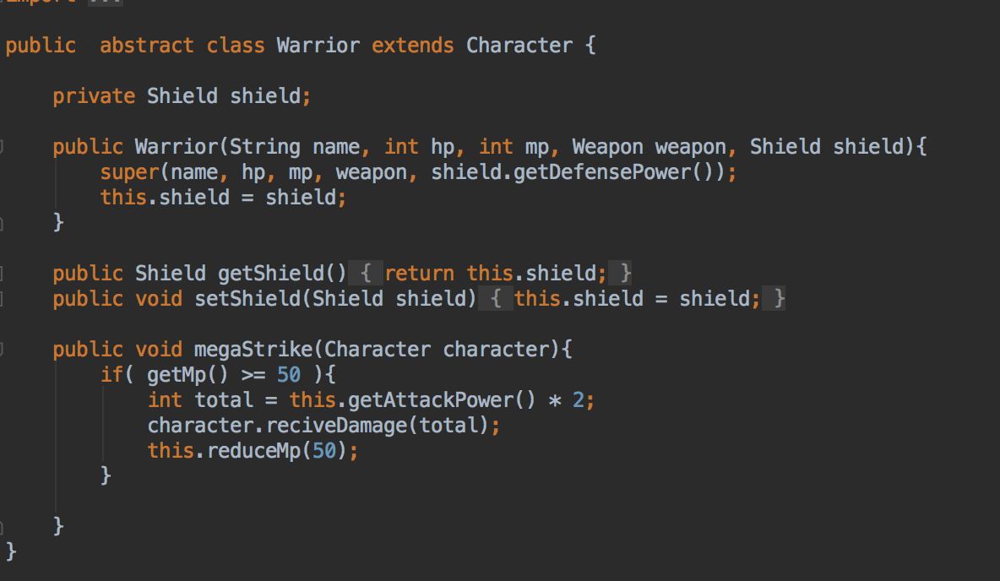 import ...
public  abstract class Warrior extends Character {
private Shield shield;
public Warrior(String name, int hp, int mp, Weapon weapon, Shield shield){
super(name, hp, mp, weapon, shield.getDefensePower());
this.shield = shield;
}
public Shield getShield() { return this.shield; }
public void setShield(Shield shield) { this.shield = shield; }
public void megaStrike(Character character){
if( getMp() >= 50 ){
int total = this.getAttackPower() * 2;
character.reciveDamage(total);
this.reduceMp(50);
}
}
}